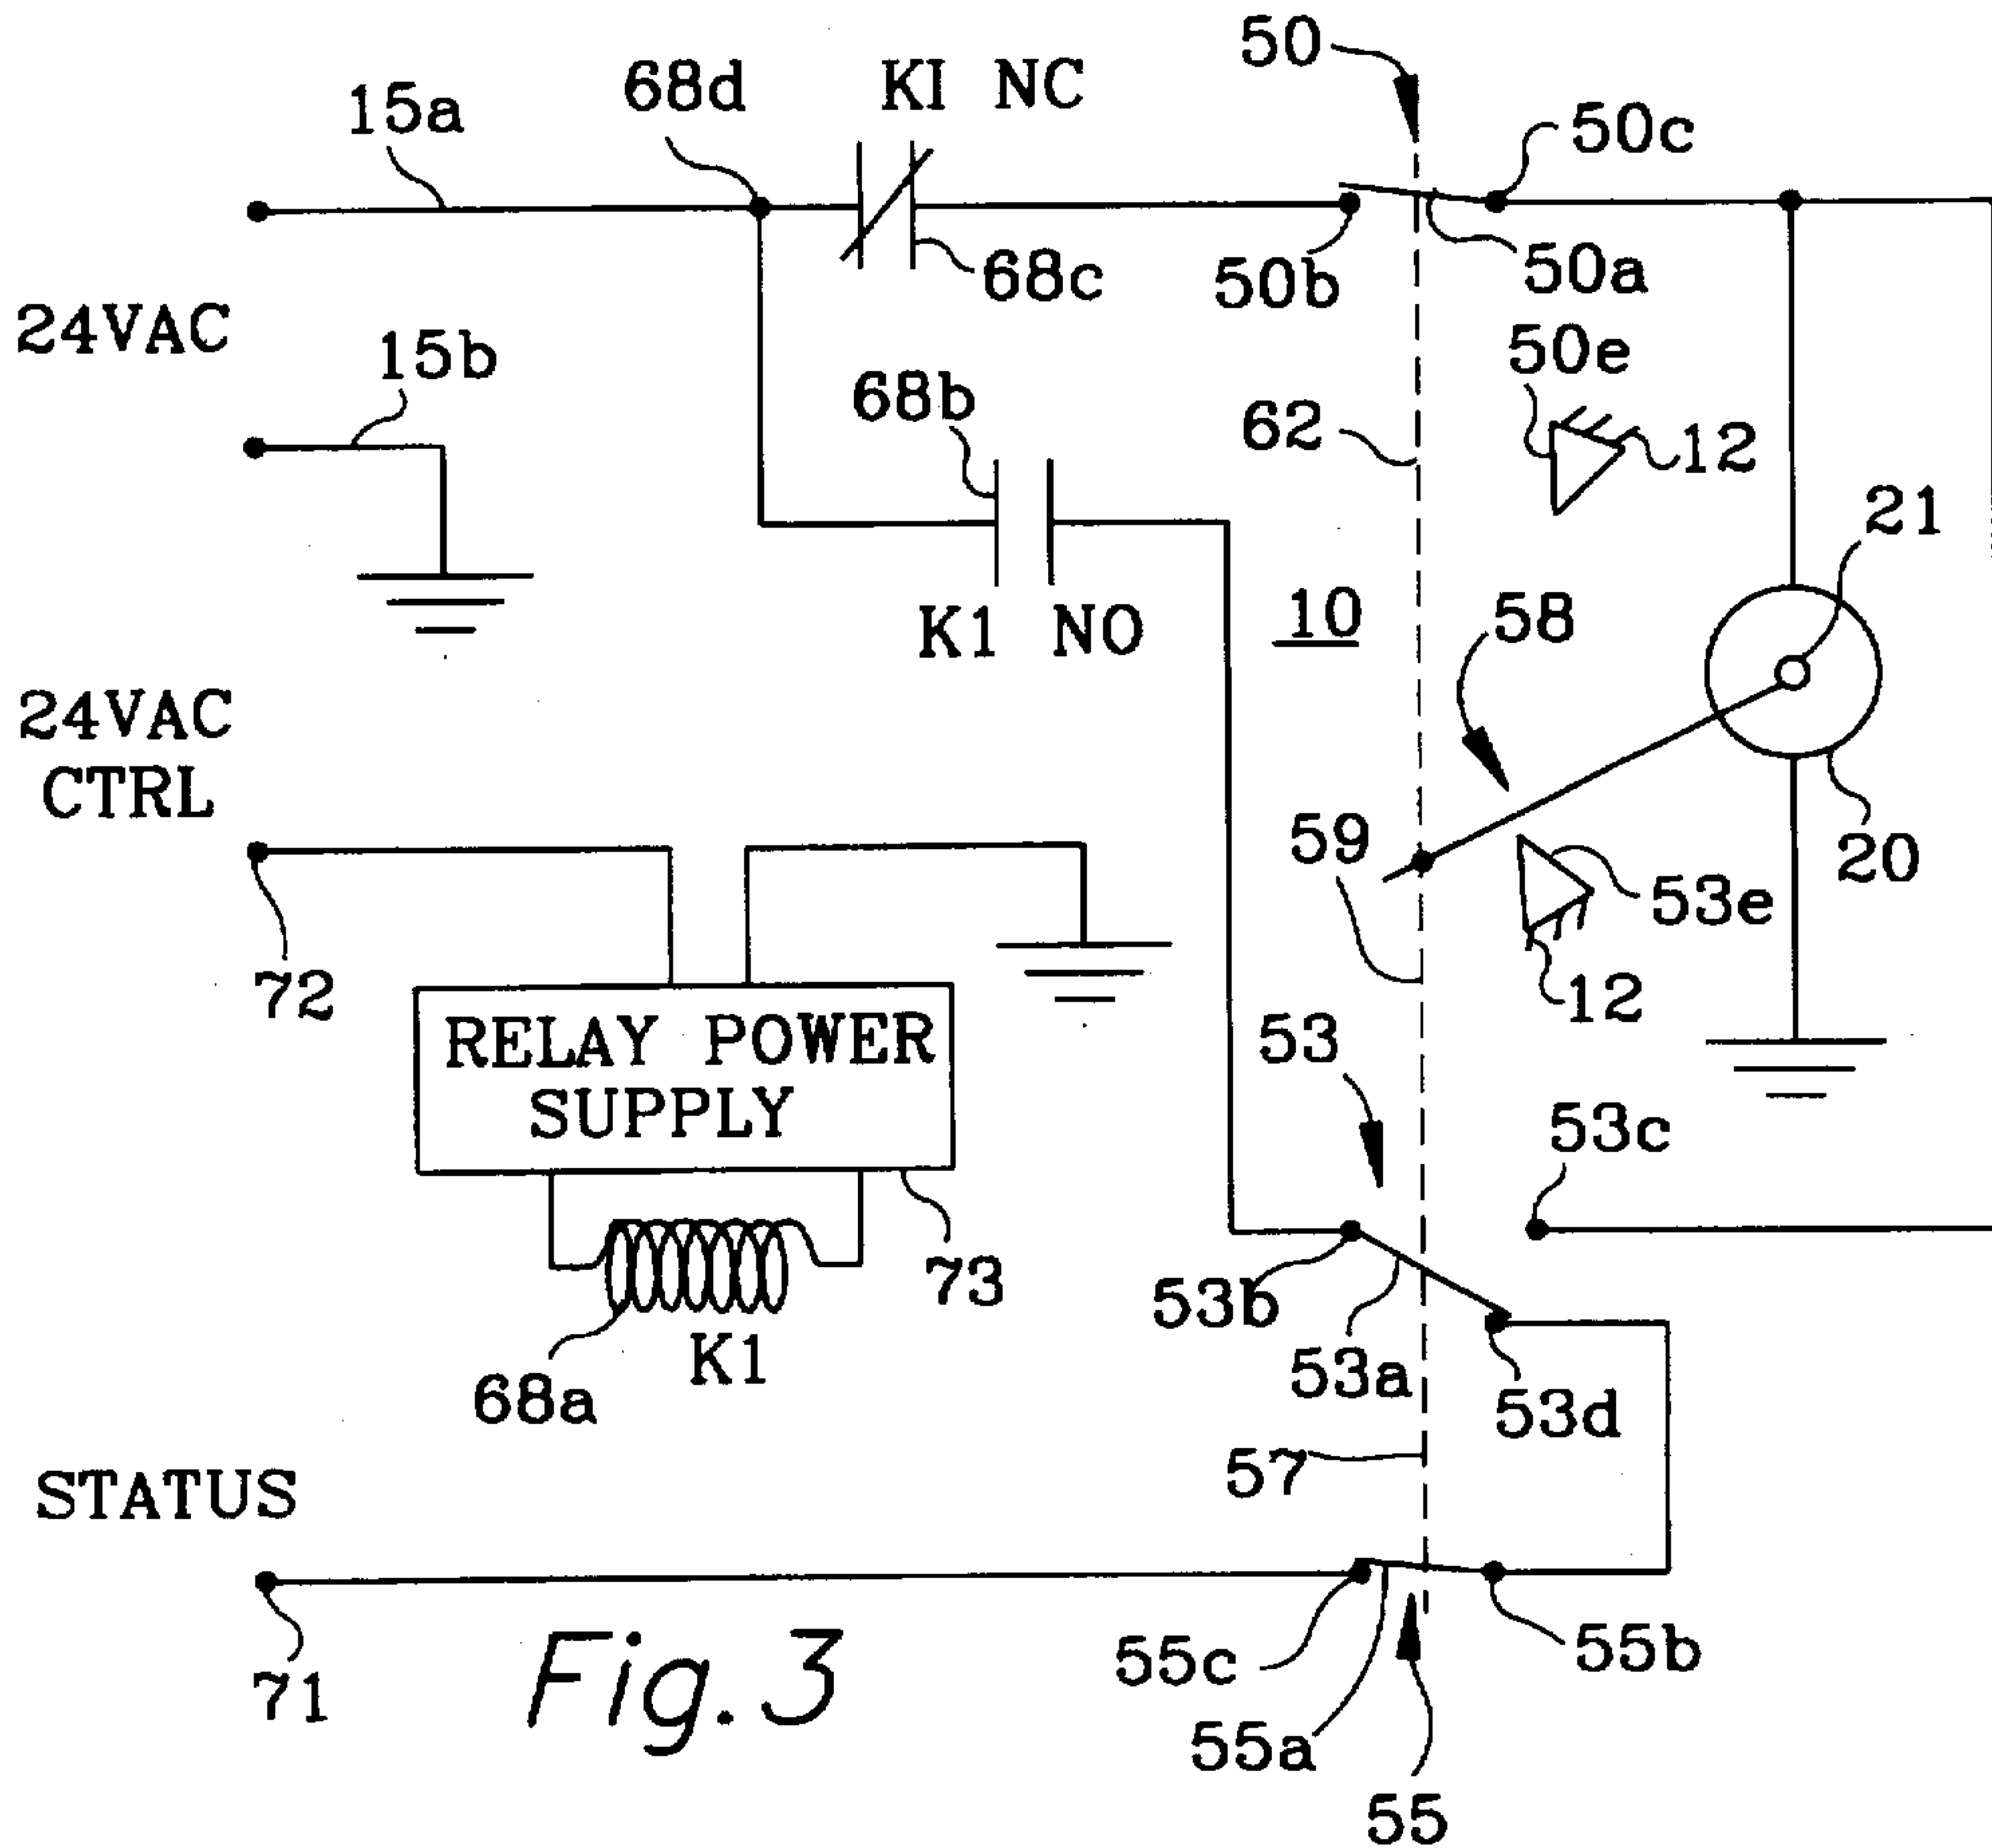 50
68d
KI NC
15a
50c
50b
50a
68c
24VAC
15b
50e
68b
62
12
21
10
58
K1 NO
24VAC
CTRL
59
20
53e
72
12
RELAY POWER
SUPPLY
53
53c
73
53b
53a
K1
68a
53d
57
STATUS
71
Fig. 3
55c
55b
55a
55